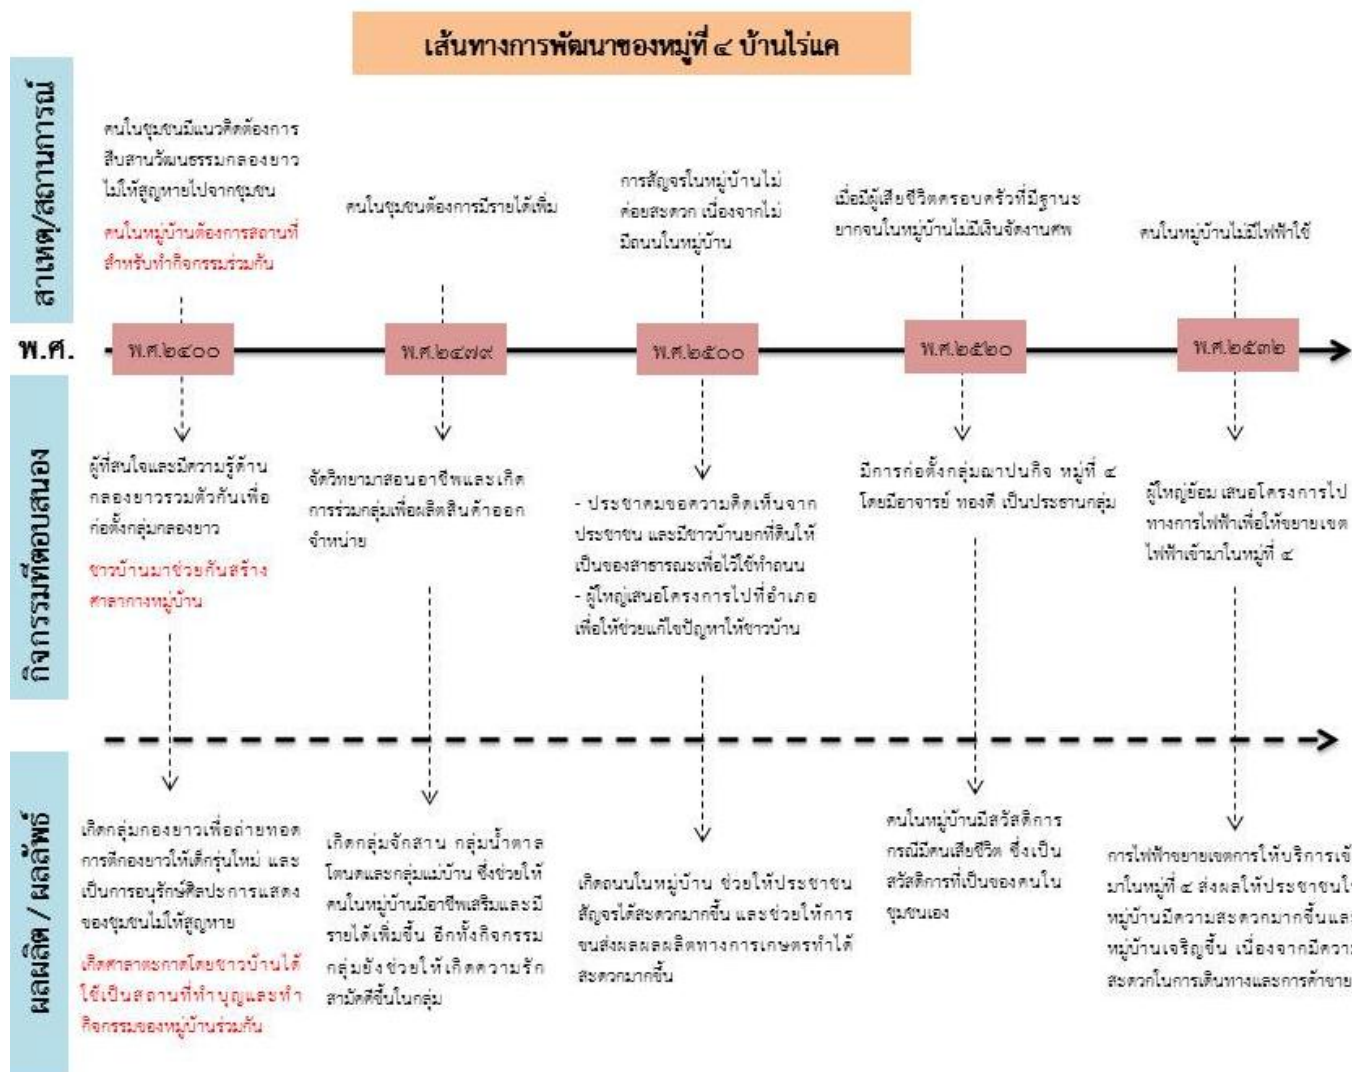 เส้นทางการพัฒนาของหมู่ที่ ๔ บ้านไร่แค
สาเหตุ/สถานการณ์
คนในชุมชนมีแนวคิดต้องการ
สืบสานวัฒนธรรมกลองยาว
ไม่ให้สูญหายไปจากชุมชน
คนในหมู่บ้านต้องการสถานที่
สำหรับทำกิจกรรมร่วมกัน
คนในชุมชนต้องการมีรายได้เพิ่ม
การสัญจรในหมู่บ้านไม่
ค่อยสะดวก เนื่องจากไม่
มีถนนในหมู่บ้าน
เมื่อมีผู้เสียชีวิตครอบครัวที่มีฐานะ
ยากจนในหมู่บ้านไม่มีเงินจัดงานศพ
คนในหมู่บ้านไม่มีไฟฟ้าใช้
พ.ศ.
พ.ศ.๒๔๐๐
พ.ศ.๒๔๗๙
พ.ศ.๒๕๐๐
พ.ศ.๒๕๒๐
พ.ศ.๒๕๓๒
กิจกรรมที่ตอบสนอง
ผู้ที่สนใจและมีความรู้ด้าน
กลองยาวรวมตัวกันเพื่อ
ก่อตั้งกลุ่มกลองยาว
ชาวบ้านมาช่วยกันสร้าง
ศาลากลางหมู่บ้าน
จัดวิทยามาสอนอาชีพและเกิด
การร่วมกลุ่มเพื่อผลิตสินค้าออก
จำหน่าย
- ประชาคมขอความคิดเห็นจาก
ประชาชน และมีชาวบ้านยกที่ดินให้
เป็นของสาธารณะเพื่อไว้ใช้ทำถนน
- ผู้ใหญ่เสนอโครงการไปที่อำเภอ
เพื่อให้ช่วยแก้ไขปัญหาให้ชาวบ้าน
มีการก่อตั้งกลุ่มฌาปนกิจ หมู่ที่ ๔
โดยมีอาจารย์ ทองดี เป็นประธานกลุ่ม
ผู้ใหญ่ย้อม เสนอโครงการไป
ทางการไฟฟ้าเพื่อให้ขยายเขต
ไฟฟ้าเข้ามาในหมู่ที่ ๔
ผลผลิต / ผลลัพธ์
เกิดกลุ่มกองยาวเพื่อถ่ายทอด
การตีกองยาวให้เด็กรุ่นใหม่ และ
เป็นการอนุรักษ์ศิลปะการแสดง
ของชุมชนไม่ให้สูญหาย
เกิดศาลาตะกาดโดยชาวบ้านได้
ใช้เป็นสถานที่ทำบุญและทำ
กิจกรรมของหมู่บ้านร่วมกัน
เกิดกลุ่มจักสาน กลุ่มน้ำตาล
โตนดและกลุ่มแม่บ้าน ซึ่งช่วยให้
คนในหมู่บ้านมีอาชีพเสริมและมี
รายได้เพิ่มขึ้น อีกทั้งกิจกรรม
กลุ่มยังช่วยให้เกิดความรัก
สามัคคีขึ้นในกลุ่ม
เกิดถนนในหมู่บ้าน ช่วยให้ประชาชน
สัญจรได้สะดวกมากขึ้น และช่วยให้การ
ขนส่งผลผลผลิตทางการเกษตรทำได้
สะดวกมากขึ้น
คนในหมู่บ้านมีสวัสดิการ
กรณีมีคนเสียชีวิต ซึ่งเป็น
สวัสดิการที่เป็นของคนใน
ชุมชนเอง
การไฟฟ้าขยายเขตการให้บริการ
มาในหมู่ที่ ๔ ส่งผลให้ประชาชน
หมู่บ้านมีความสะดวกมากขึ้น
หมู่บ้านเจริญขึ้น เนื่องจากมี
สะดวกในการเดินทางและการค้าขาย